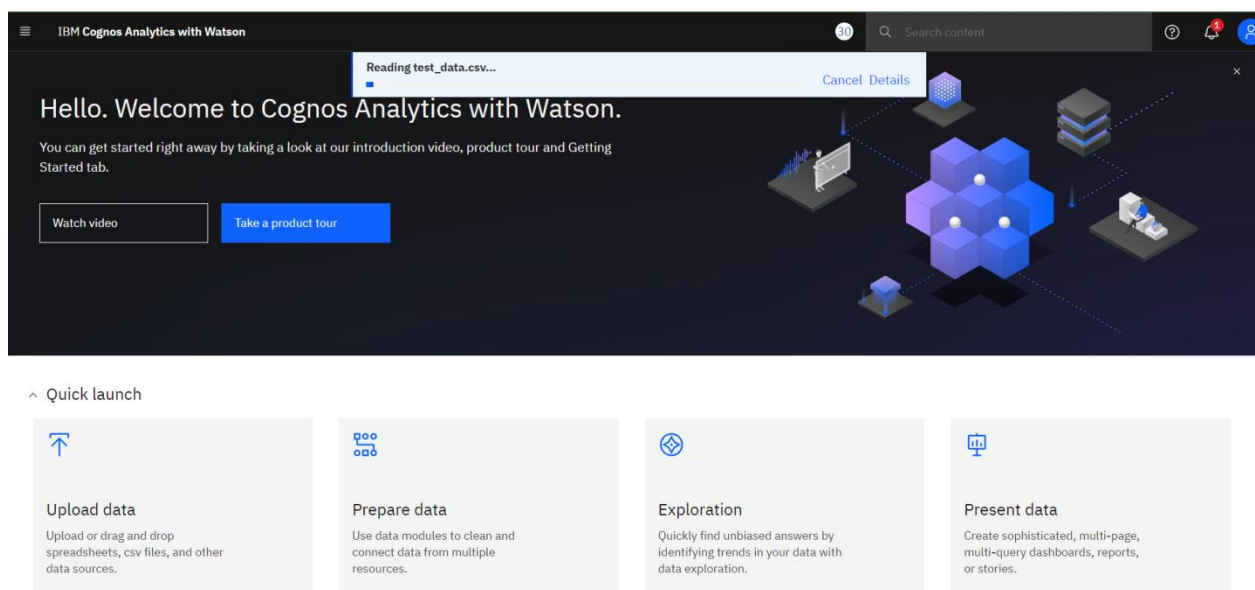 IBM Cognos Analytics with Watson
30
Search content
1
Reading test_data.csv...
Cancel Details
Hello. Welcome to Cognos Analytics with Watson.
You can get started right away by taking a look at our introduction video, product tour and Getting
Started tab.
Watch video
Take a product tour
Quick launch
Upload data
Upload or drag and drop
spreadsheets, csv files, and other
data sources.
Prepare data
Use data modules to clean and
connect data from multiple
resources.
Exploration
Quickly find unbiased answers by
identifying trends in your data with
data exploration.
Present data
Create sophisticated, multi-page,
multi-query dashboards, reports,
or stories.